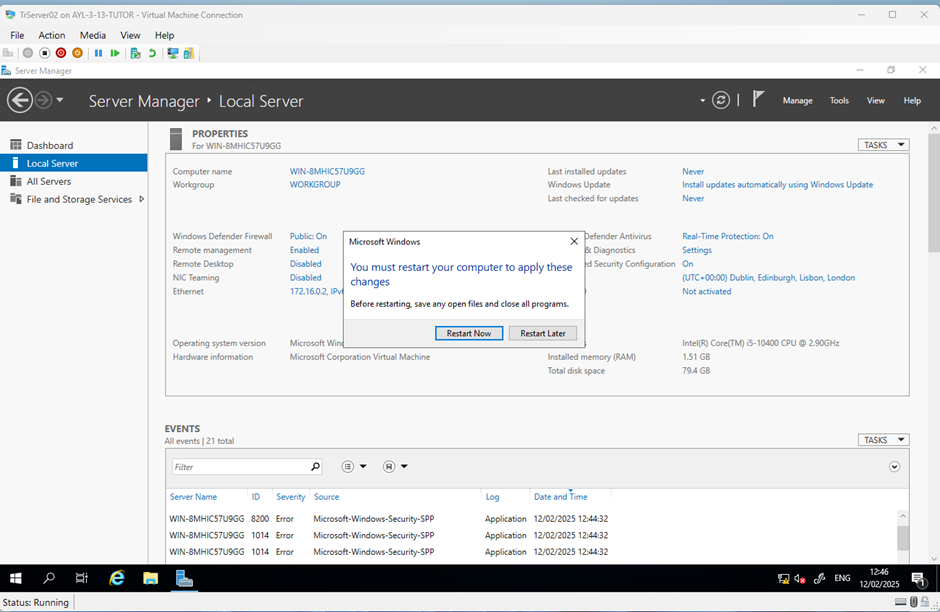 TrServer02 on AYL-3-13-TUTOR - Virtual Machine Connection
File Action Media View Help
Server Manager
Server Manager ‣ Local Server
Manage Tools View Help
Dashboard
Local Server
All Servers
File and Storage Services
PROPERTIES
For WIN-8MHIC57U9GG
TASKS
Computer name WIN-8MHIC57U9GG Last installed updates Never
Workgroup WORKGROUP Windows Update Install updates automatically using Windows Update
Last checked for updates Never
Windows Defender Firewall Public: On Defender Antivirus Real-Time Protection: On
Remote management Enabled & Diagnostics Settings
Remote Desktop Disabled ed Security Configuration On
NIC Teaming Disabled (UTC+00:00) Dublin, Edinburgh, Lisbon, London
Ethernet 172.16.0.2, IPv Not activated
Operating system version Microsoft Win Intel(R) Core(TM) i5-10400 CPU @ 2.90GHz
Hardware information Microsoft Corporation Virtual Machine Installed memory (RAM) 1.51 GB
Total disk space 79.4 GB
Microsoft Windows
You must restart your computer to apply these
changes
Before restarting, save any open files and close all programs.
Restart Now Restart Later
EVENTS
All events | 21 total
TASKS
Filter
Server Name ID Severity Source Log Date and Time
WIN-8MHIC57U9GG 8200 Error Microsoft-Windows-Security-SPP Application 12/02/2025 12:44:32
WIN-8MHIC57U9GG 1014 Error Microsoft-Windows-Security-SPP Application 12/02/2025 12:44:32
WIN-8MHIC57U9GG 1014 Error Microsoft-Windows-Security-SPP Application 12/02/2025 12:44:32
ENG
12:46
12/02/2025
1
Status: Running